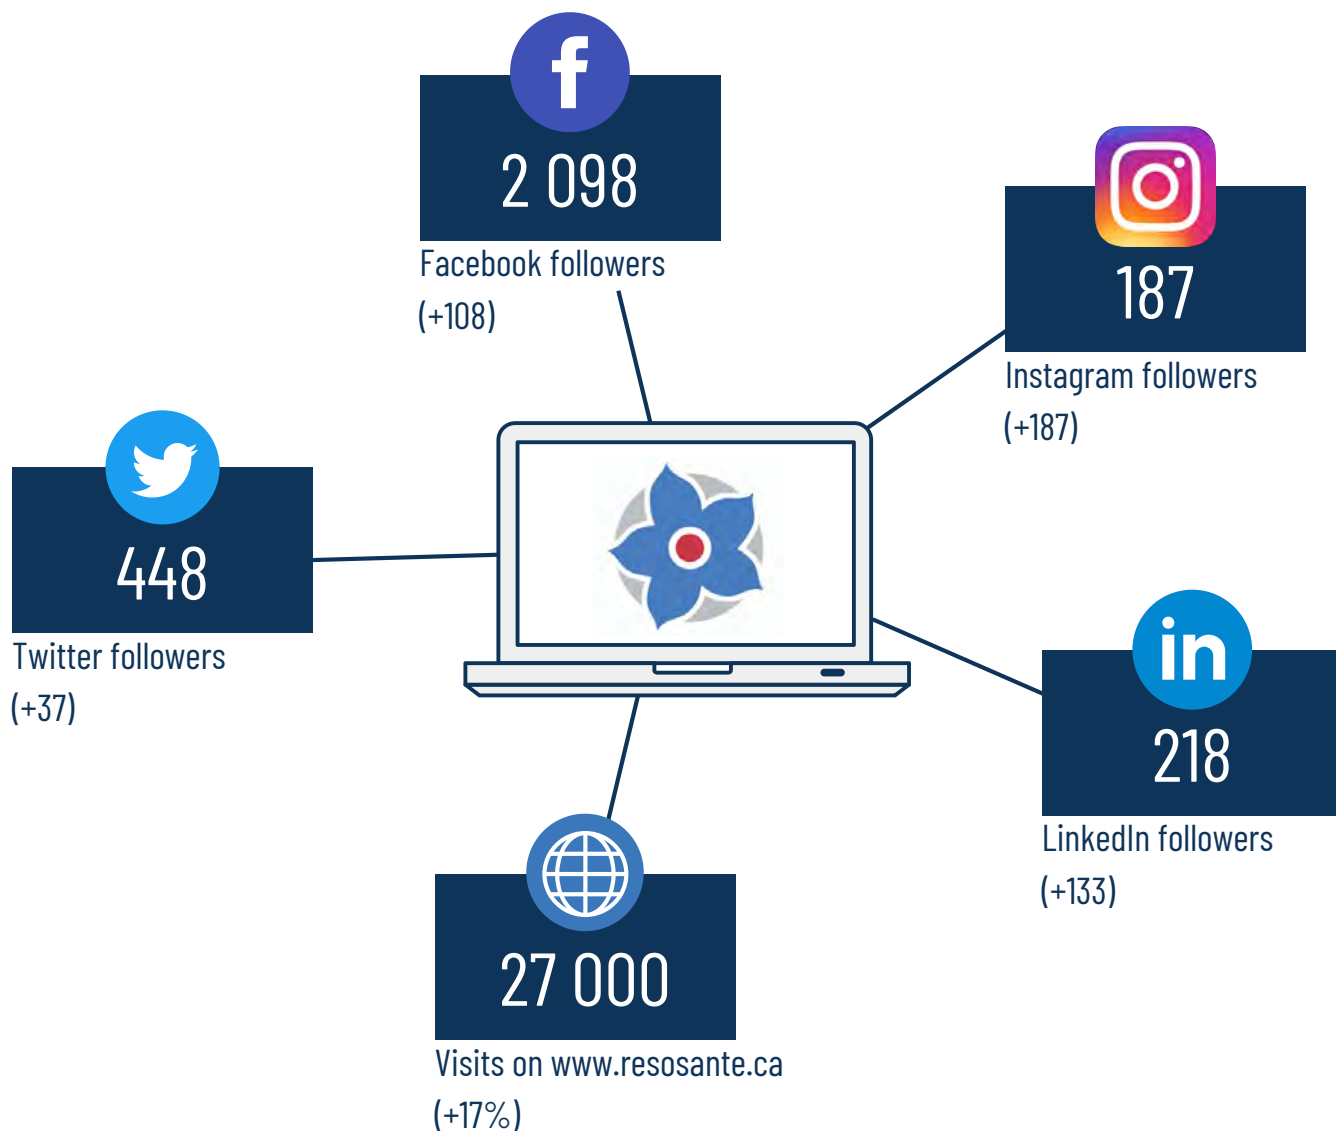 2 098
Facebook followers
(+108)
187
Instagram followers
(+187)
448
Twitter followers
(+37)
in
218
LinkedIn followers
(+133)
27 000
Visits on www.resosante.ca
(+17%)